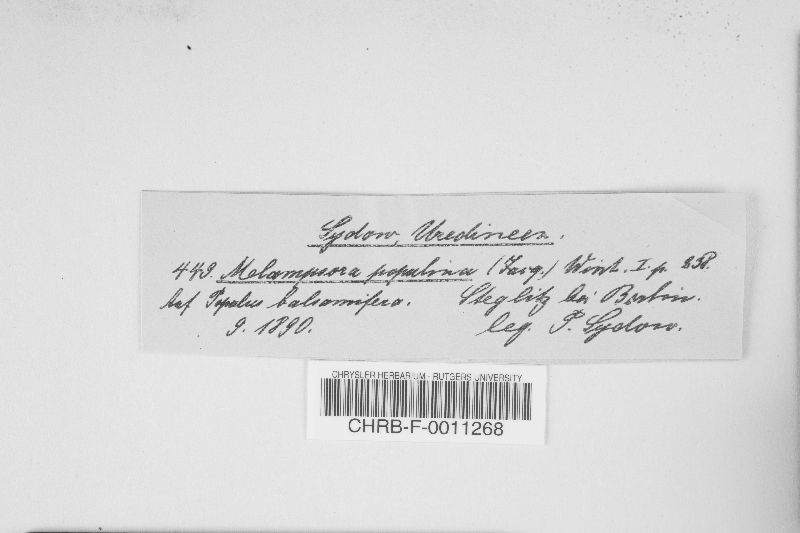 Sydow, Uredineen.
449. Melampsora populina (Jacq.) Wint. I. p. 238.
Auf Populus balsamifera. Steglitz bei Berlin.
9. 1890. leg. P. Sydow.
CHRYSLER HERBARIUM - RUTGERS UNIVERSITY
CHRB-F-0011268